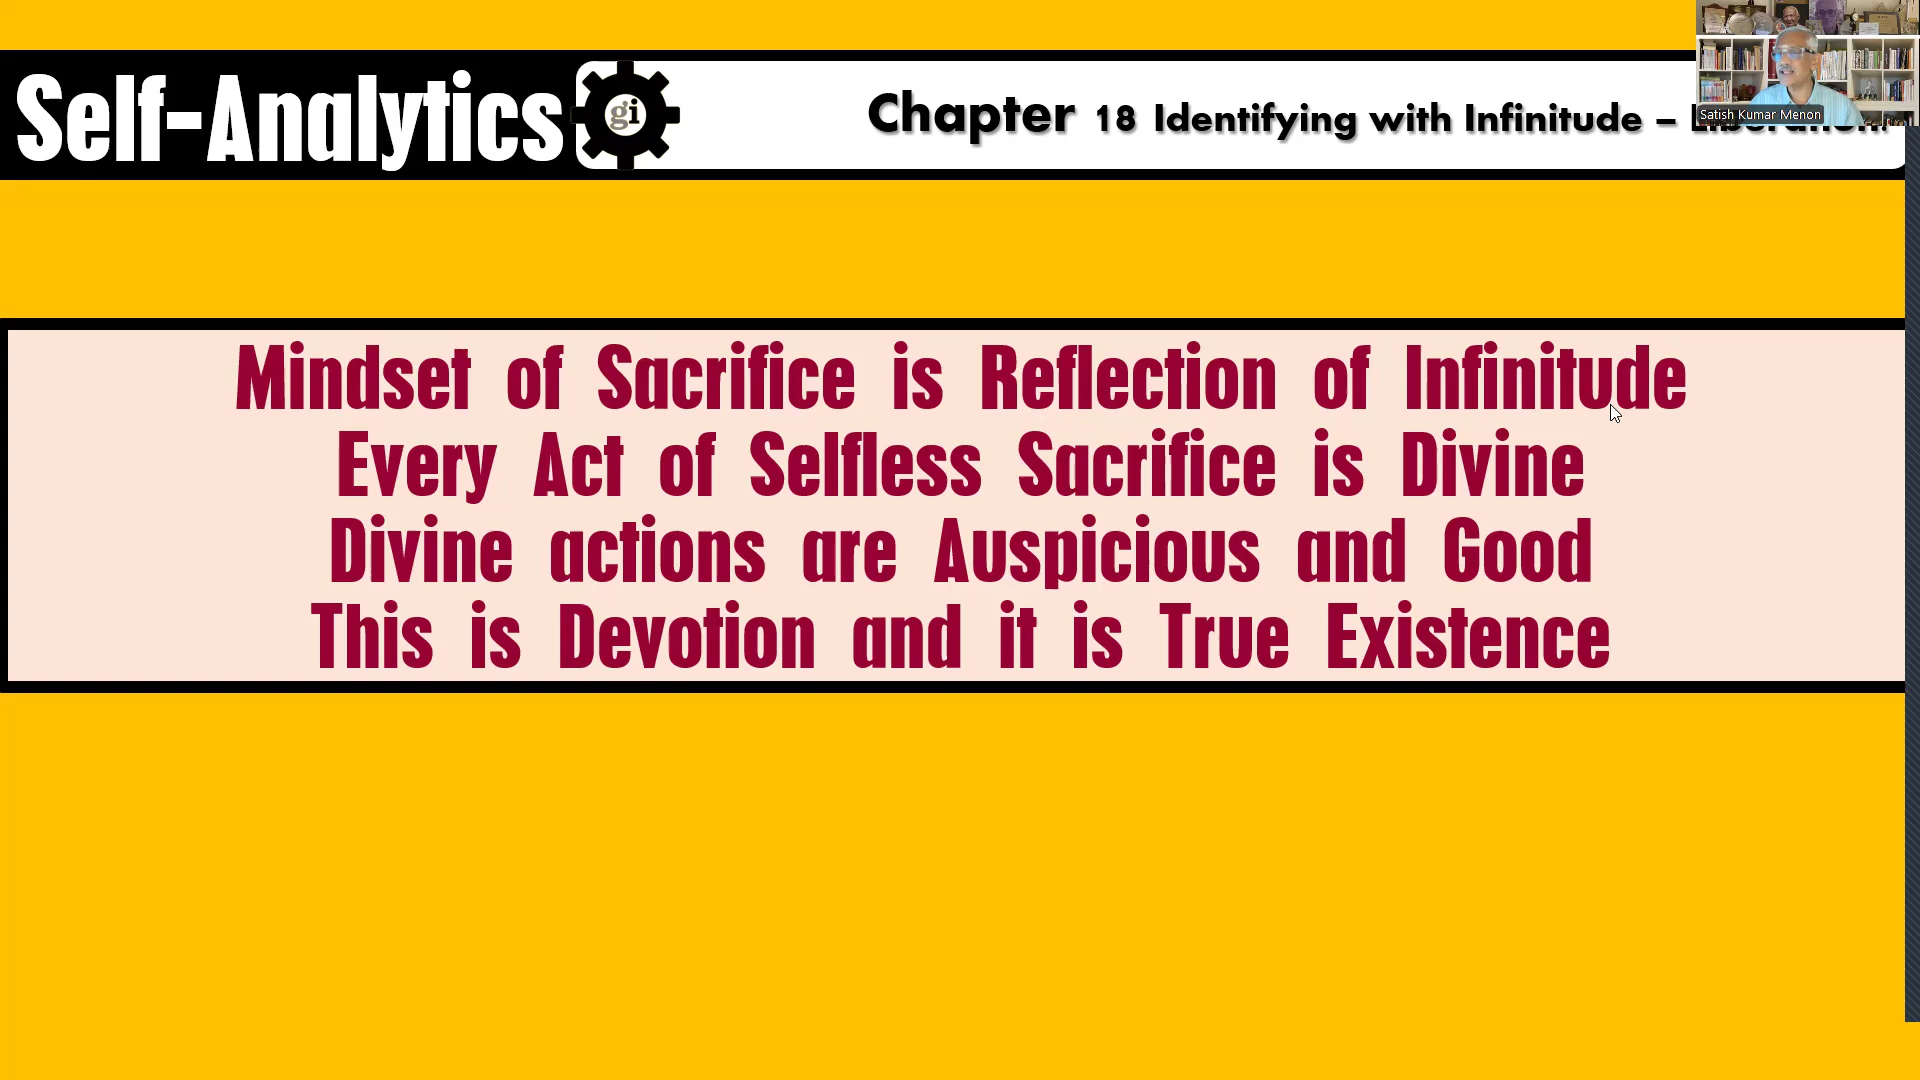 Self-Analytics
gi
Chapter 18 Identifying with Infinitude –
Satish Kumar Menon
Mindset of Sacrifice is Reflection of Infinitude
Every Act of Selfless Sacrifice is Divine
Divine actions are Auspicious and Good
This is Devotion and it is True Existence